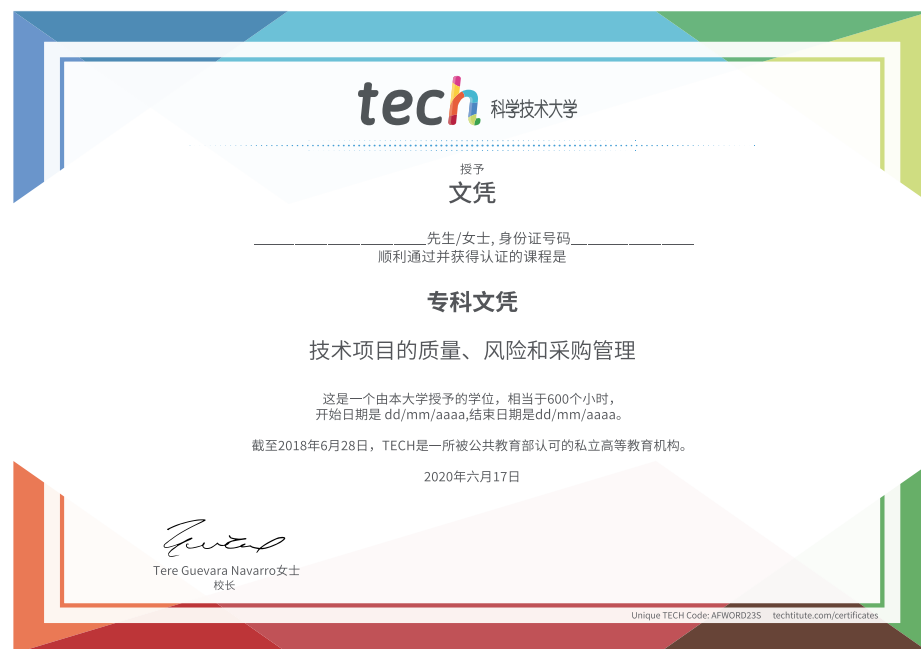 tech 科学技术大学
授予
文凭
____________________先生/女士, 身份证号码_______________
顺利通过并获得认证的课程是
专科文凭
技术项目的质量、风险和采购管理
这是一个由本大学授予的学位，相当于600个小时，
开始日期是 dd/mm/aaaa,结束日期是dd/mm/aaaa。
截至2018年6月28日，TECH是一所被公共教育部认可的私立高等教育机构。
2020年六月17日
Tere Guevara Navarro女士
校长
Unique TECH Code: AFWORD23S techtitute.com/certificates